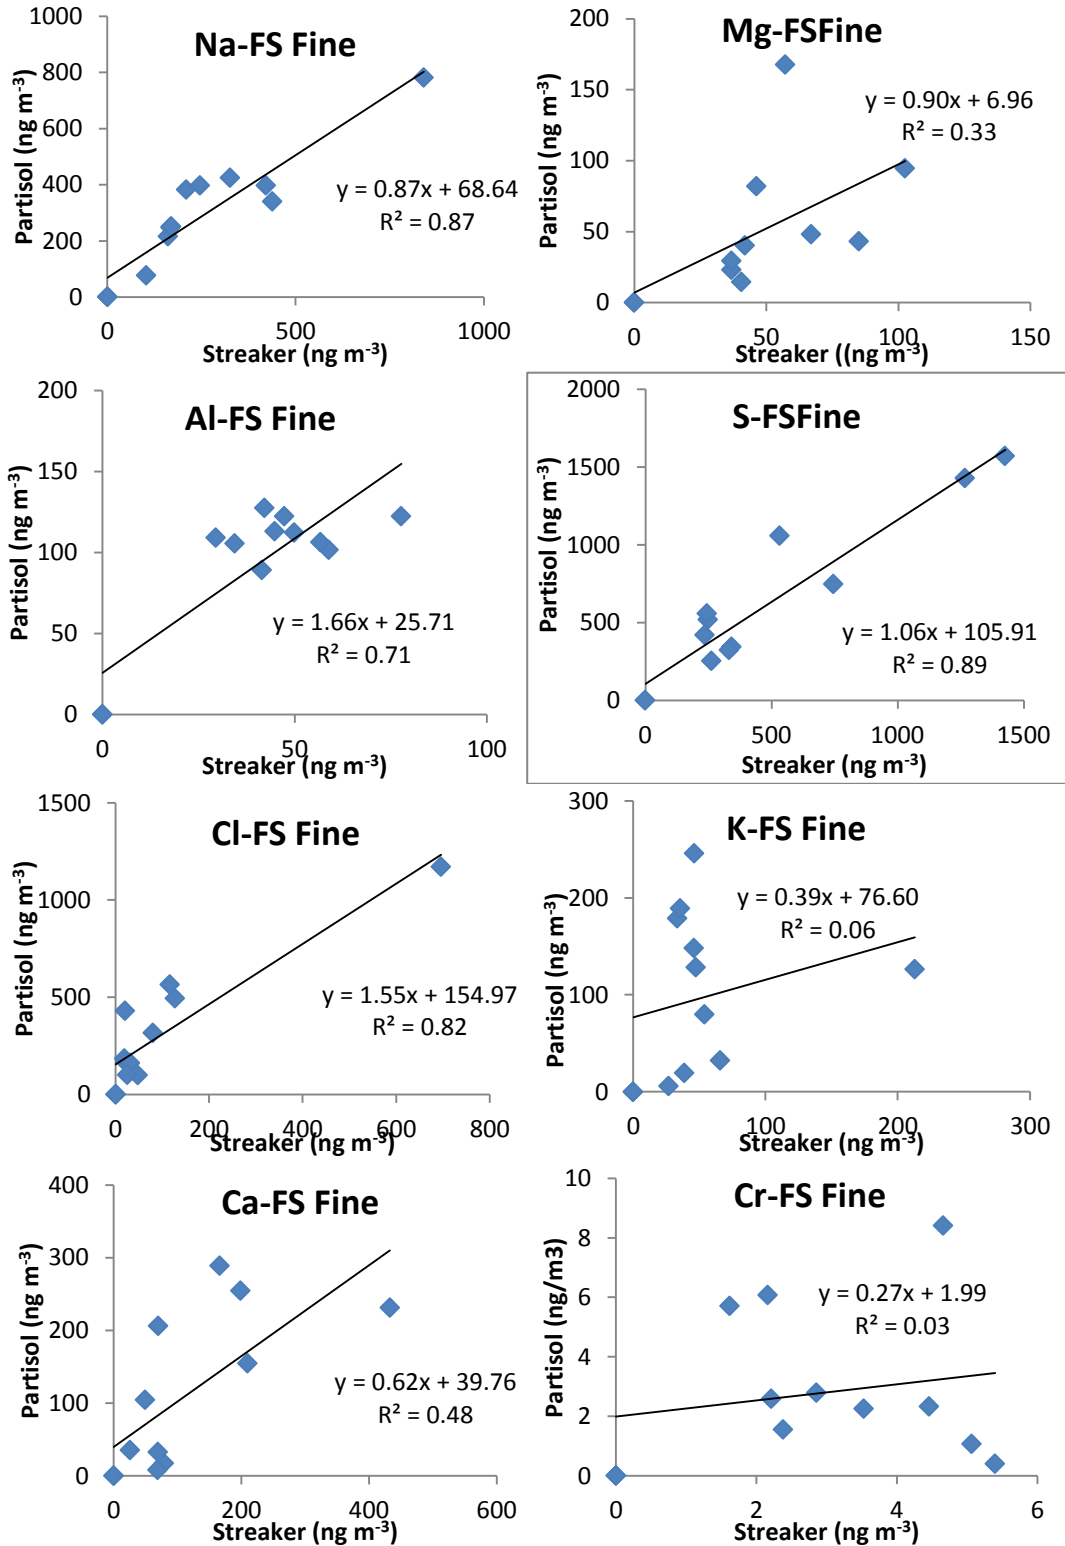 Na-FS Fine
Partisol (ng m⁻³)
1000
800
600
400
200
0
y = 0.87x + 68.64
R² = 0.87
0 500 1000
Streaker (ng m⁻³)
Mg-FSFine
Partisol (ng m⁻³)
200
150
100
50
0
y = 0.90x + 6.96
R² = 0.33
0 50 100 150
Streaker ((ng m⁻³)
Al-FS Fine
Partisol (ng m⁻³)
200
150
100
50
0
y = 1.66x + 25.71
R² = 0.71
0 50 100
Streaker (ng m⁻³)
S-FSFine
Partisol (ng m⁻³)
2000
1500
1000
500
0
y = 1.06x + 105.91
R² = 0.89
0 500 1000 1500
Streaker (ng m⁻³)
Cl-FS Fine
Partisol (ng m⁻³)
1500
1000
500
0
y = 1.55x + 154.97
R² = 0.82
0 200 400 600 800
Streaker (ng m⁻³)
K-FS Fine
Partisol (ng m⁻³)
300
200
100
0
y = 0.39x + 76.60
R² = 0.06
0 100 200 300
Streaker (ng m⁻³)
Ca-FS Fine
Partisol (ng m⁻³)
400
300
200
100
0
y = 0.62x + 39.76
R² = 0.48
0 200 400 600
Streaker (ng m⁻³)
Cr-FS Fine
Partisol (ng/m3)
10
8
6
4
2
0
y = 0.27x + 1.99
R² = 0.03
0 2 4 6
Streaker (ng m⁻³)